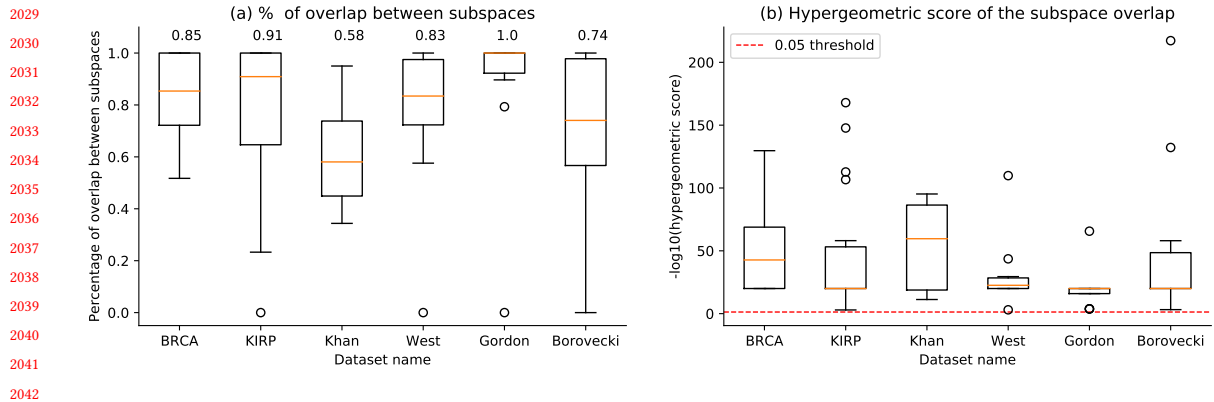 2029
2030
2031
2032
2033
2034
2035
2036
2037
2038
2039
2040
2041
2042
(a) %  of overlap between subspaces
0.85 0.91 0.58 0.83 1.0 0.74
Percentage of overlap between subspaces
1.0
0.8
0.6
0.4
0.2
0.0
BRCA KIRP Khan West Gordon Borovecki
Dataset name
(b) Hypergeometric score of the subspace overlap
0.05 threshold
-log10(hypergeometric score)
200
150
100
50
0
BRCA KIRP Khan West Gordon Borovecki
Dataset name